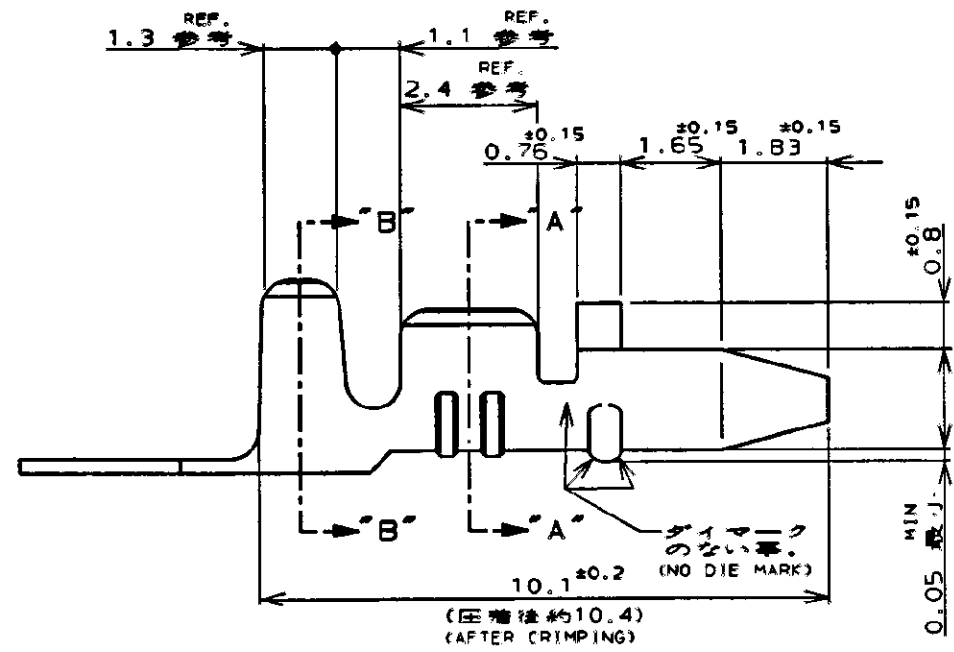 REF.
1.3 参考
REF.
1.1 参考
REF.
2.4 参考
±0.15
0.76
±0.15
1.65
±0.15
1.83
±0.15
0.8
"B"
"A"
"B"
"A"
ダイマーク
のない事.
(NO DIE MARK)
10.1 ±0.2
(圧着後約10.4)
(AFTER CRIMPING)
MIN
0.05 最小